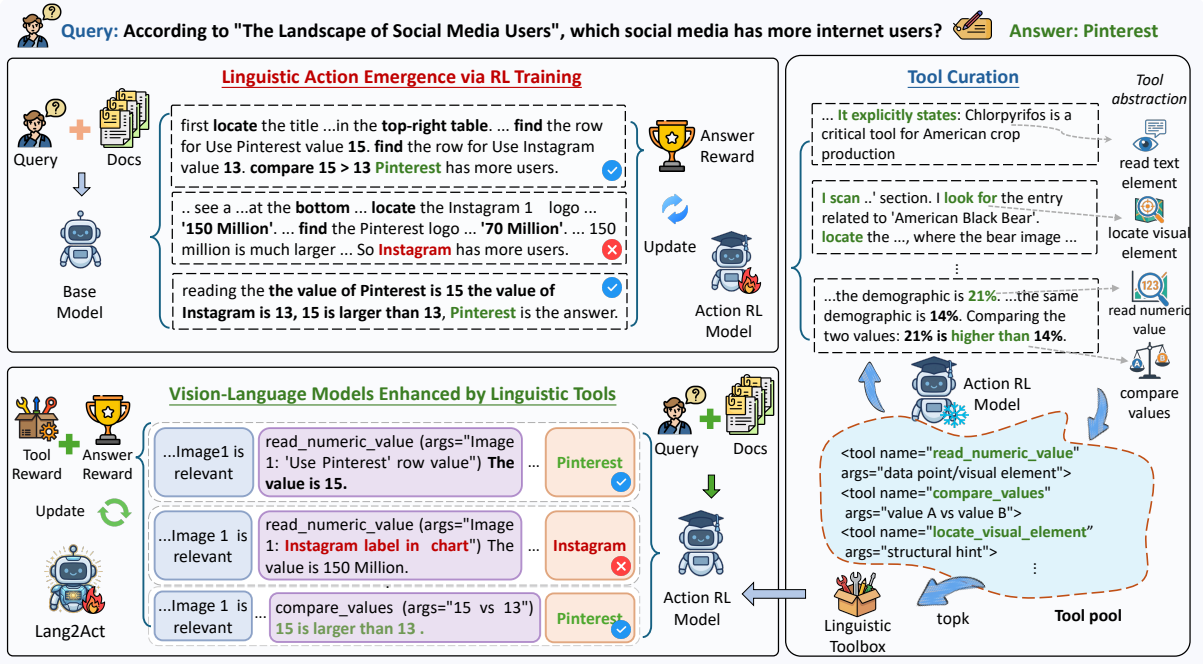 Query: According to "The Landscape of Social Media Users", which social media has more internet users?
Answer: Pinterest
Linguistic Action Emergence via RL Training
Query
Docs
Base
Model
first locate the title ...in the top-right table. ... find the row
for Use Pinterest value 15. find the row for Use Instagram
value 13. compare 15 > 13 Pinterest has more users.
.. see a ...at the bottom ... locate the Instagram 1 logo ...
'150 Million'. ... find the Pinterest logo ... '70 Million'. ... 150
million is much larger ... So Instagram has more users.
reading the the value of Pinterest is 15 the value of
Instagram is 13, 15 is larger than 13, Pinterest is the answer.
Answer
Reward
Update
Action RL
Model
Vision-Language Models Enhanced by Linguistic Tools
Tool
Reward
Answer
Reward
Update
Lang2Act
...Image1 is
relevant
read_numeric_value (args="Image
1: 'Use Pinterest' row value") The
value is 15.
...
Pinterest
...Image 1 is
relevant
read_numeric_value (args="Image
1: Instagram label in chart") The
value is 150 Million.
...
Instagram
...Image 1 is
relevant
...
compare_values (args="15 vs 13")
15 is larger than 13 .
Pinterest
Query
Docs
Action RL
Model
Tool Curation
Tool
abstraction
... It explicitly states: Chlorpyrifos is a
critical tool for American crop
production
read text
element
I scan ..' section. I look for the entry
related to 'American Black Bear'.
locate the ..., where the bear image ...
locate visual
element
...
...the demographic is 21%. ...the same
demographic is 14%. Comparing the
two values: 21% is higher than 14%.
123
read numeric
value
A
B
compare
values
Action RL
Model
<tool name="read_numeric_value"
args="data point/visual element">
<tool name="compare_values"
args="value A vs value B">
<tool name="locate_visual_element”
args="structural hint">
...
Tool pool
topk
Linguistic
Toolbox